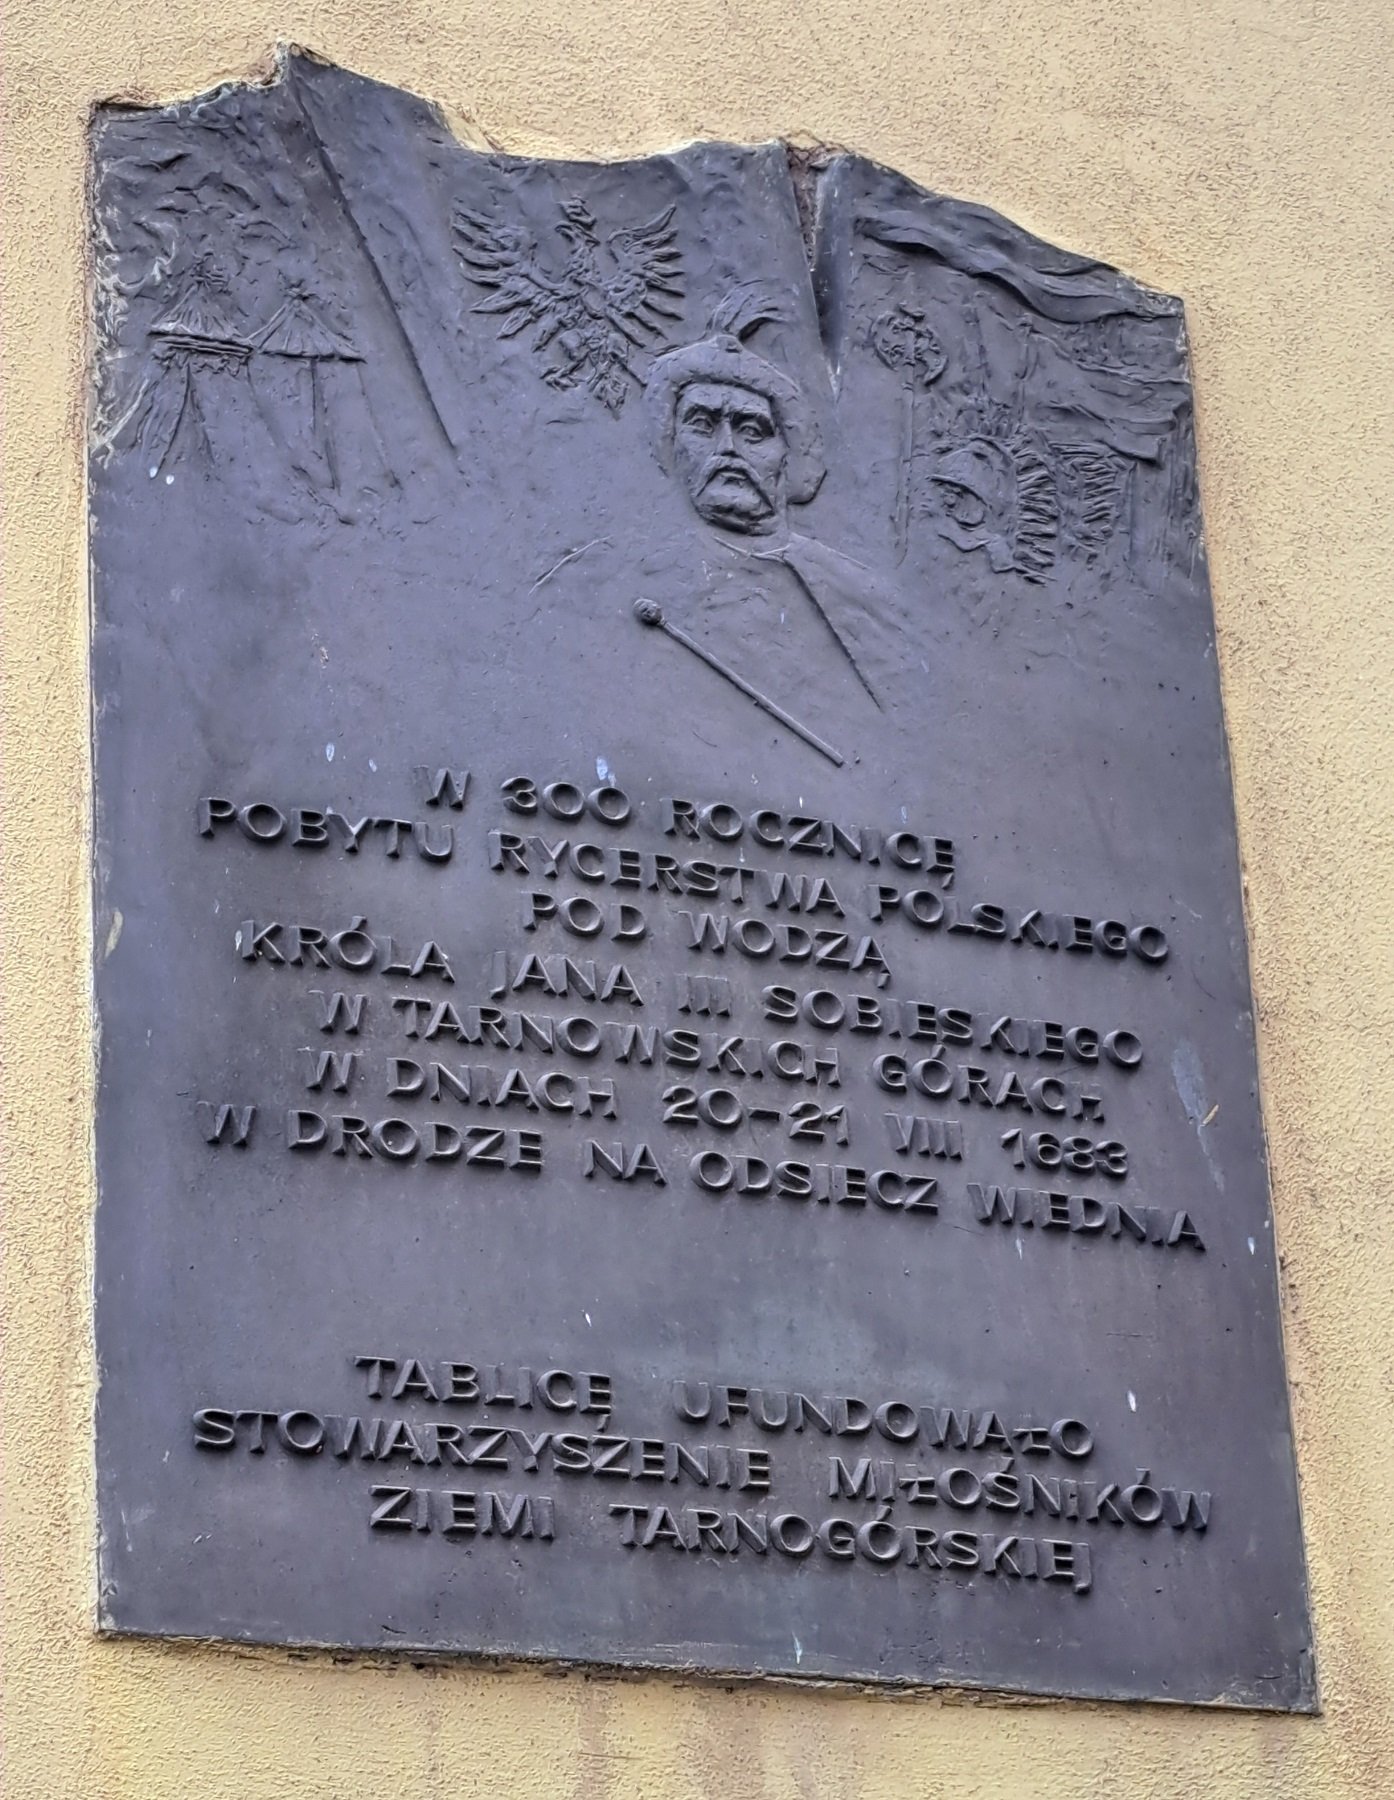 W 300 ROCZNICĘ
POBYTU RYCERSTWA POLSKIEGO
POD WODZĄ
KRÓLA JANA III SOBIESKIEGO
W TARNOWSKICH GÓRACH
W DNIACH 20-21 VIII 1683
W DRODZE NA ODSIECZ WIEDNIA
TABLICĘ UFUNDOWAŁO
STOWARZYSZENIE MIŁOŚNIKÓW
ZIEMI TARNOGÓRSKIEJ